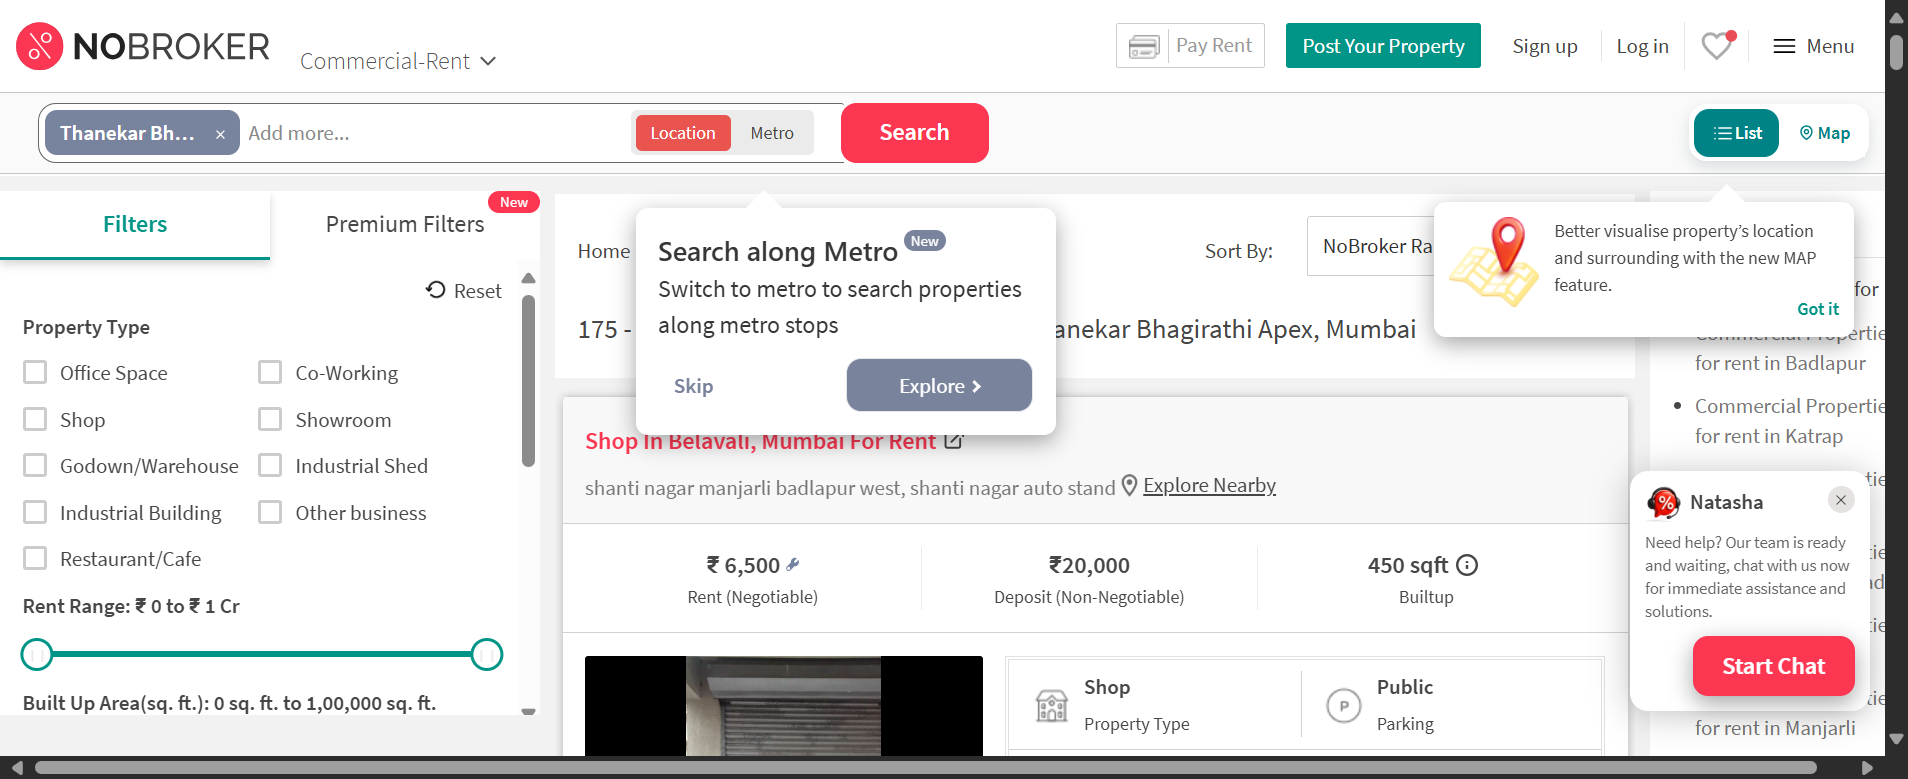 NOBROKER
Commercial-Rent
Pay Rent
Post Your Property
Sign up
Log in
Menu
Thanekar Bh... ×
Add more...
Location
Metro
Search
List
Map
Filters
Premium Filters
New
Reset
Property Type
Office Space
Co-Working
Shop
Showroom
Godown/Warehouse
Industrial Shed
Industrial Building
Other business
Restaurant/Cafe
Rent Range: ₹ 0 to ₹ 1 Cr
Built Up Area(sq. ft.): 0 sq. ft. to 1,00,000 sq. ft.
Home
Sort By:
NoBroker Ra
175 -
anekar Bhagirathi Apex, Mumbai
Search along Metro New
Switch to metro to search properties
along metro stops
Skip
Explore
Better visualise property's location
and surrounding with the new MAP
feature.
Got it
Shop In Belavali, Mumbai For Rent
shanti nagar manjarli badlapur west, shanti nagar auto stand
Explore Nearby
₹ 6,500
Rent (Negotiable)
₹20,000
Deposit (Non-Negotiable)
450 sqft
Builtup
Shop
Property Type
P
Public
Parking
for
Commercial Propertie
for rent in Badlapur
Commercial Propertie
for rent in Katrap
Natasha
Need help? Our team is ready
and waiting, chat with us now
for immediate assistance and
solutions.
Start Chat
for rent in Manjarli